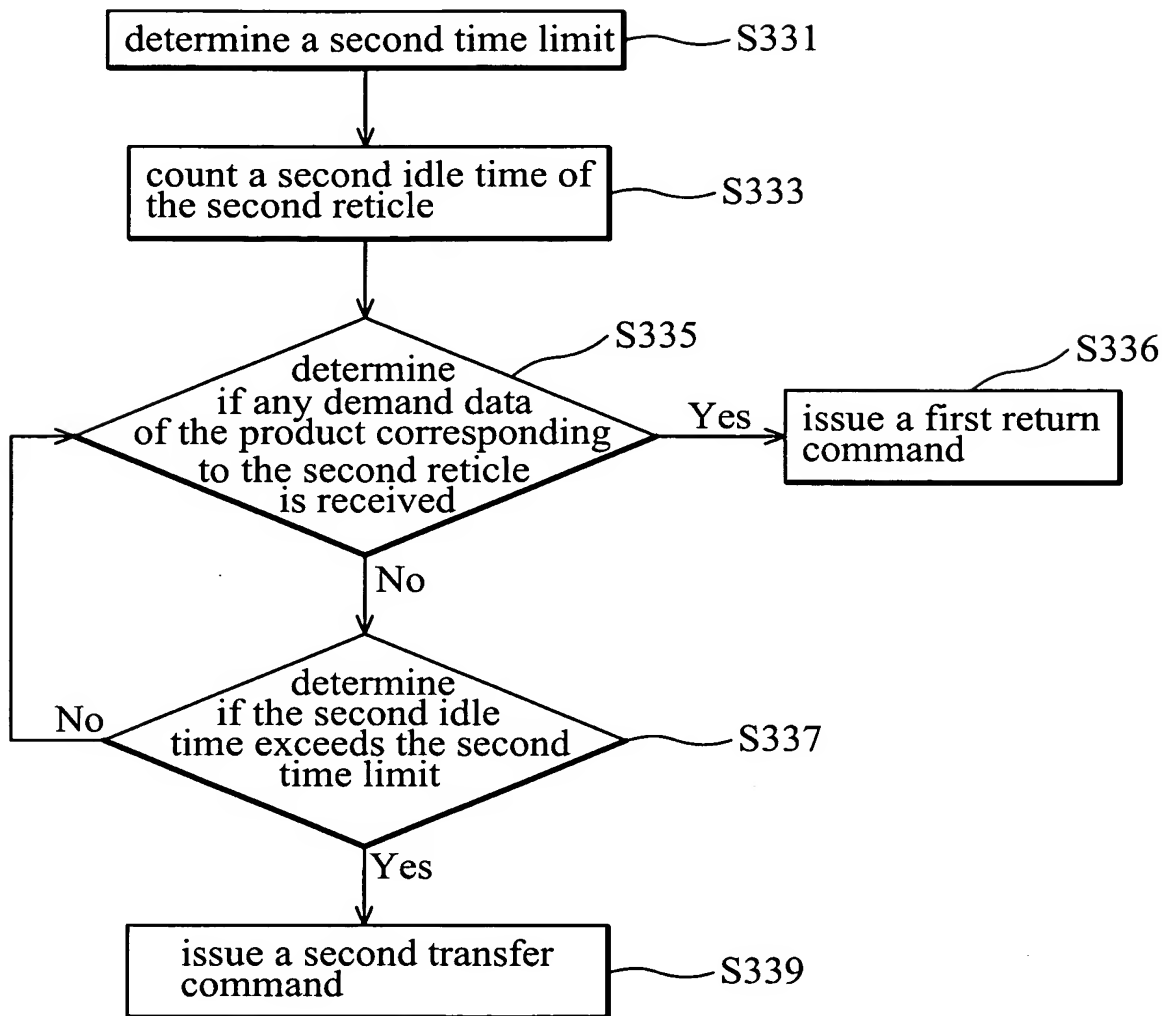 determine a second time limit
S331
count a second idle time of
the second reticle
S333
determine
if any demand data
of the product corresponding
to the second reticle
is received
S335
Yes
issue a first return
command
S336
No
determine
if the second idle
time exceeds the second
time limit
S337
No
Yes
issue a second transfer
command
S339